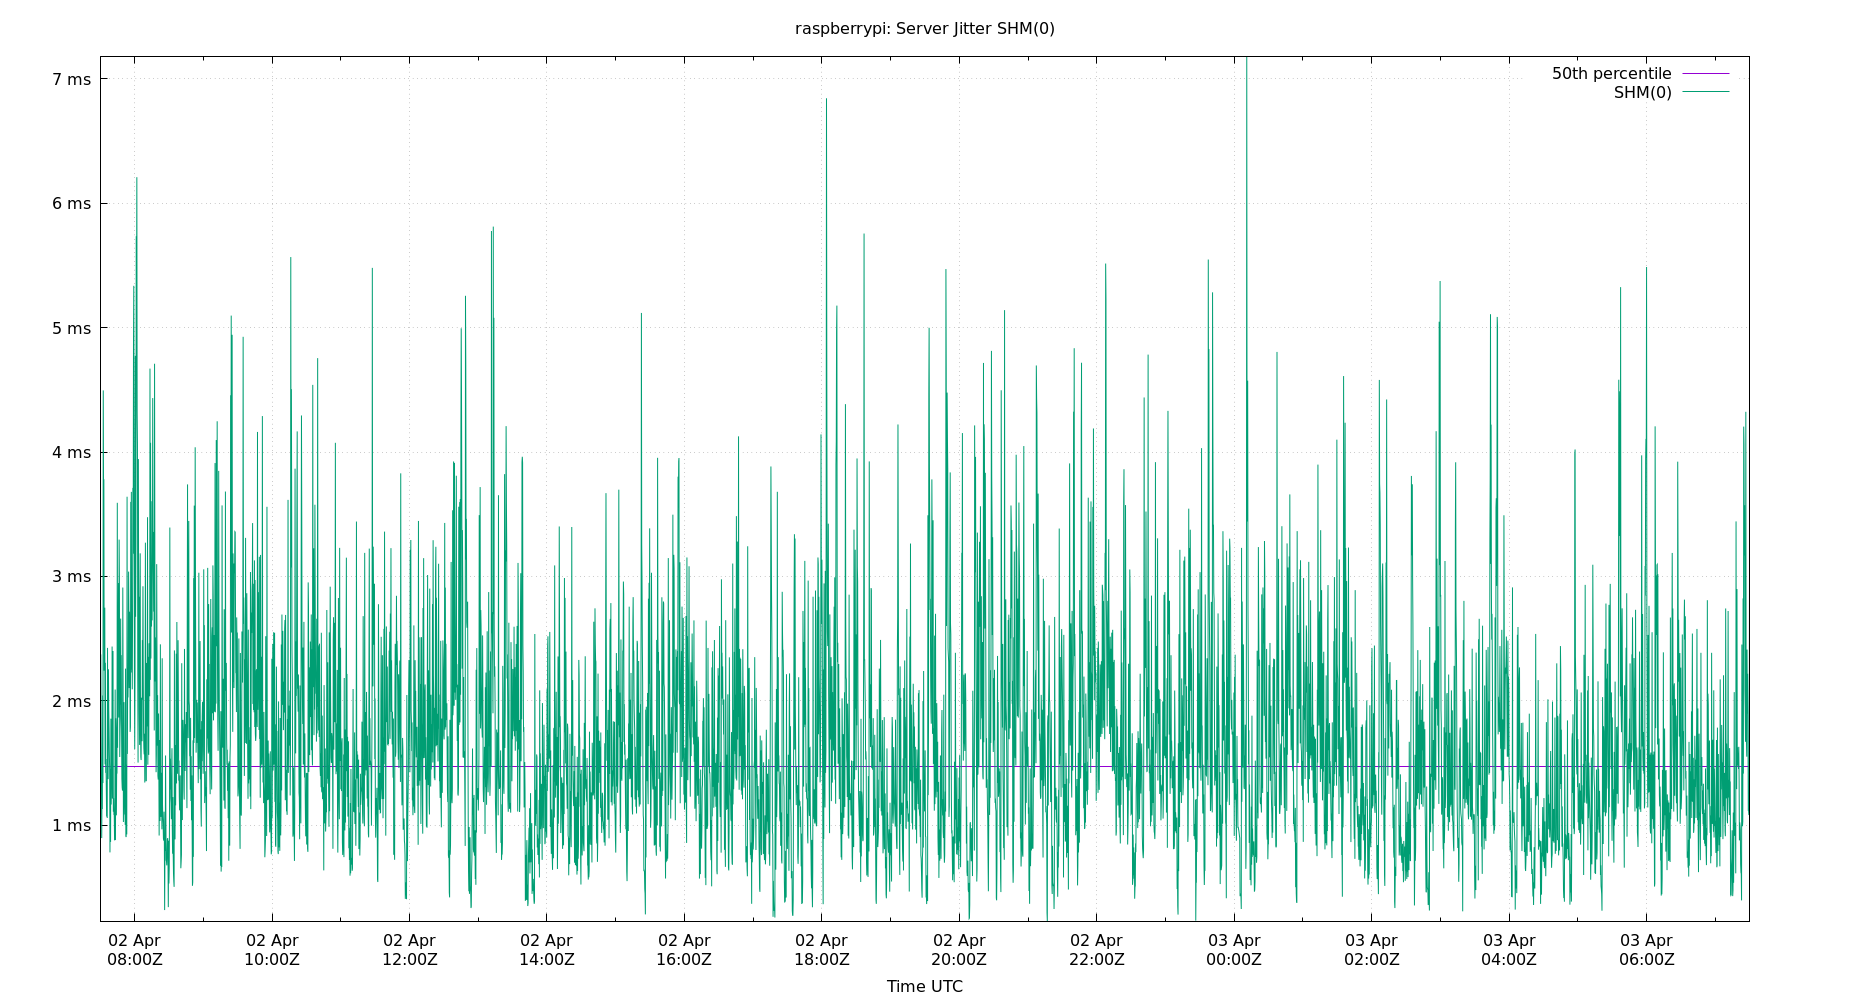 raspberrypi: Server Jitter SHM(0)
7 ms
50th percentile
SHM(0)
6 ms
5 ms
4 ms
3 ms
2 ms
1 ms
02 Apr 02 Apr 02 Apr 02 Apr 02 Apr 02 Apr 02 Apr 02 Apr 03 Apr 03 Apr 03 Apr 03 Apr
08:00Z 10:00Z 12:00Z 14:00Z 16:00Z 18:00Z 20:00Z 22:00Z 00:00Z 02:00Z 04:00Z 06:00Z
Time UTC